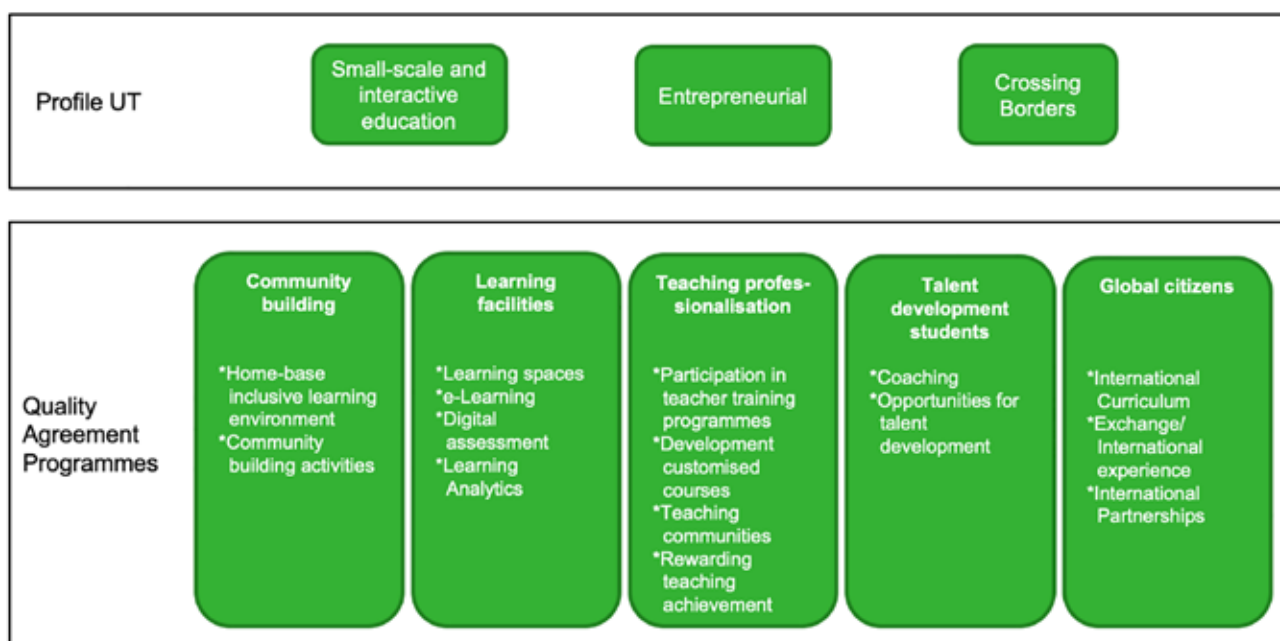 Profile UT
Small-scale and
interactive
education
Entrepreneurial
Crossing
Borders
Quality
Agreement
Programmes
Community
building
*Home-base
inclusive learning
environment
*Community
building activities
Learning
facilities
*Learning spaces
*e-Learning
*Digital
assessment
*Learning
Analytics
Teaching profes-
sionalisation
*Participation in
teacher training
programmes
*Development
customised
courses
*Teaching
communities
*Rewarding
teaching
achievement
Talent
development
students
*Coaching
*Opportunities for
talent
development
Global citizens
*International
Curriculum
*Exchange/
International
experience
*International
Partnerships